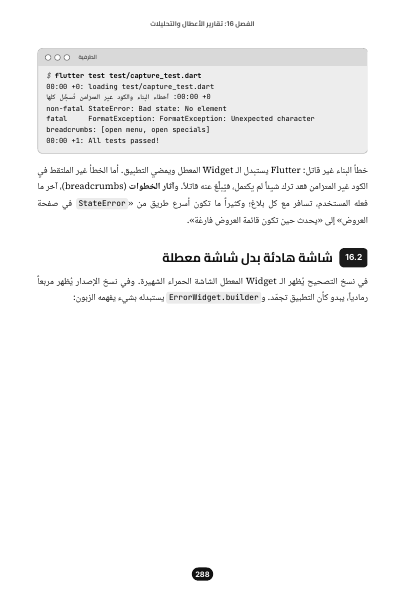 الفصل 16: تقارير الأعطال والتحليلات
الطرفية
$ flutter test test/capture_test.dart
00:00 +0: loading test/capture_test.dart
00:00 +0: أخطاء البناء والكود غير المتزامن تُسجَّل كلها
non-fatal StateError: Bad state: No element
fatal     FormatException: FormatException: Unexpected character
breadcrumbs: [open menu, open specials]
00:00 +1: All tests passed!
خطأ البناء غير قاتل: Flutter يستبدل الـ Widget المعطل ويمضي التطبيق. أما الخطأ غير الملتقط في
الكود غير المتزامن فقد ترك شيئاً لم يكتمل، فيُبلَّغ عنه قاتلاً. وآثار الخطوات (breadcrumbs)، آخر ما
فعله المستخدم، تسافر مع كل بلاغ؛ وكثيراً ما تكون أسرع طريق من «StateError في صفحة
العروض» إلى «يحدث حين تكون قائمة العروض فارغة».
16.2 شاشة هادئة بدل شاشة معطلة
في نسخ التصحيح يُظهر الـ Widget المعطل الشاشة الحمراء الشهيرة. وفي نسخ الإصدار يُظهر مربعاً
رمادياً، يبدو كأن التطبيق تجمّد. و ErrorWidget.builder يستبدله بشيء يفهمه الزبون:
288